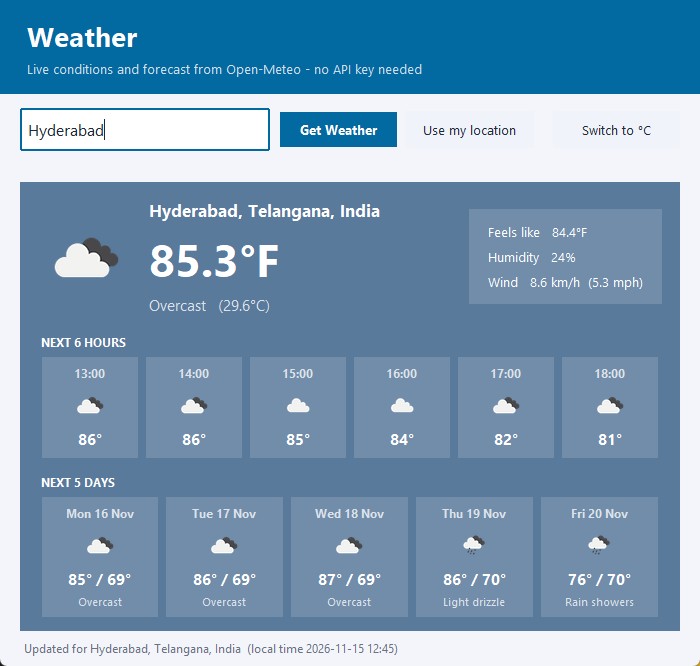 Weather
Live conditions and forecast from Open-Meteo - no API key needed
Hyderabad Get Weather Use my location Switch to °C
Hyderabad, Telangana, India
85.3°F
Overcast (29.6°C)
Feels like 84.4°F
Humidity 24%
Wind 8.6 km/h (5.3 mph)
NEXT 6 HOURS
13:00 14:00 15:00 16:00 17:00 18:00
86° 86° 85° 84° 82° 81°
NEXT 5 DAYS
Mon 16 Nov Tue 17 Nov Wed 18 Nov Thu 19 Nov Fri 20 Nov
85° / 69° 86° / 69° 87° / 69° 86° / 70° 76° / 70°
Overcast Overcast Overcast Light drizzle Rain showers
Updated for Hyderabad, Telangana, India (local time 2026-11-15 12:45)